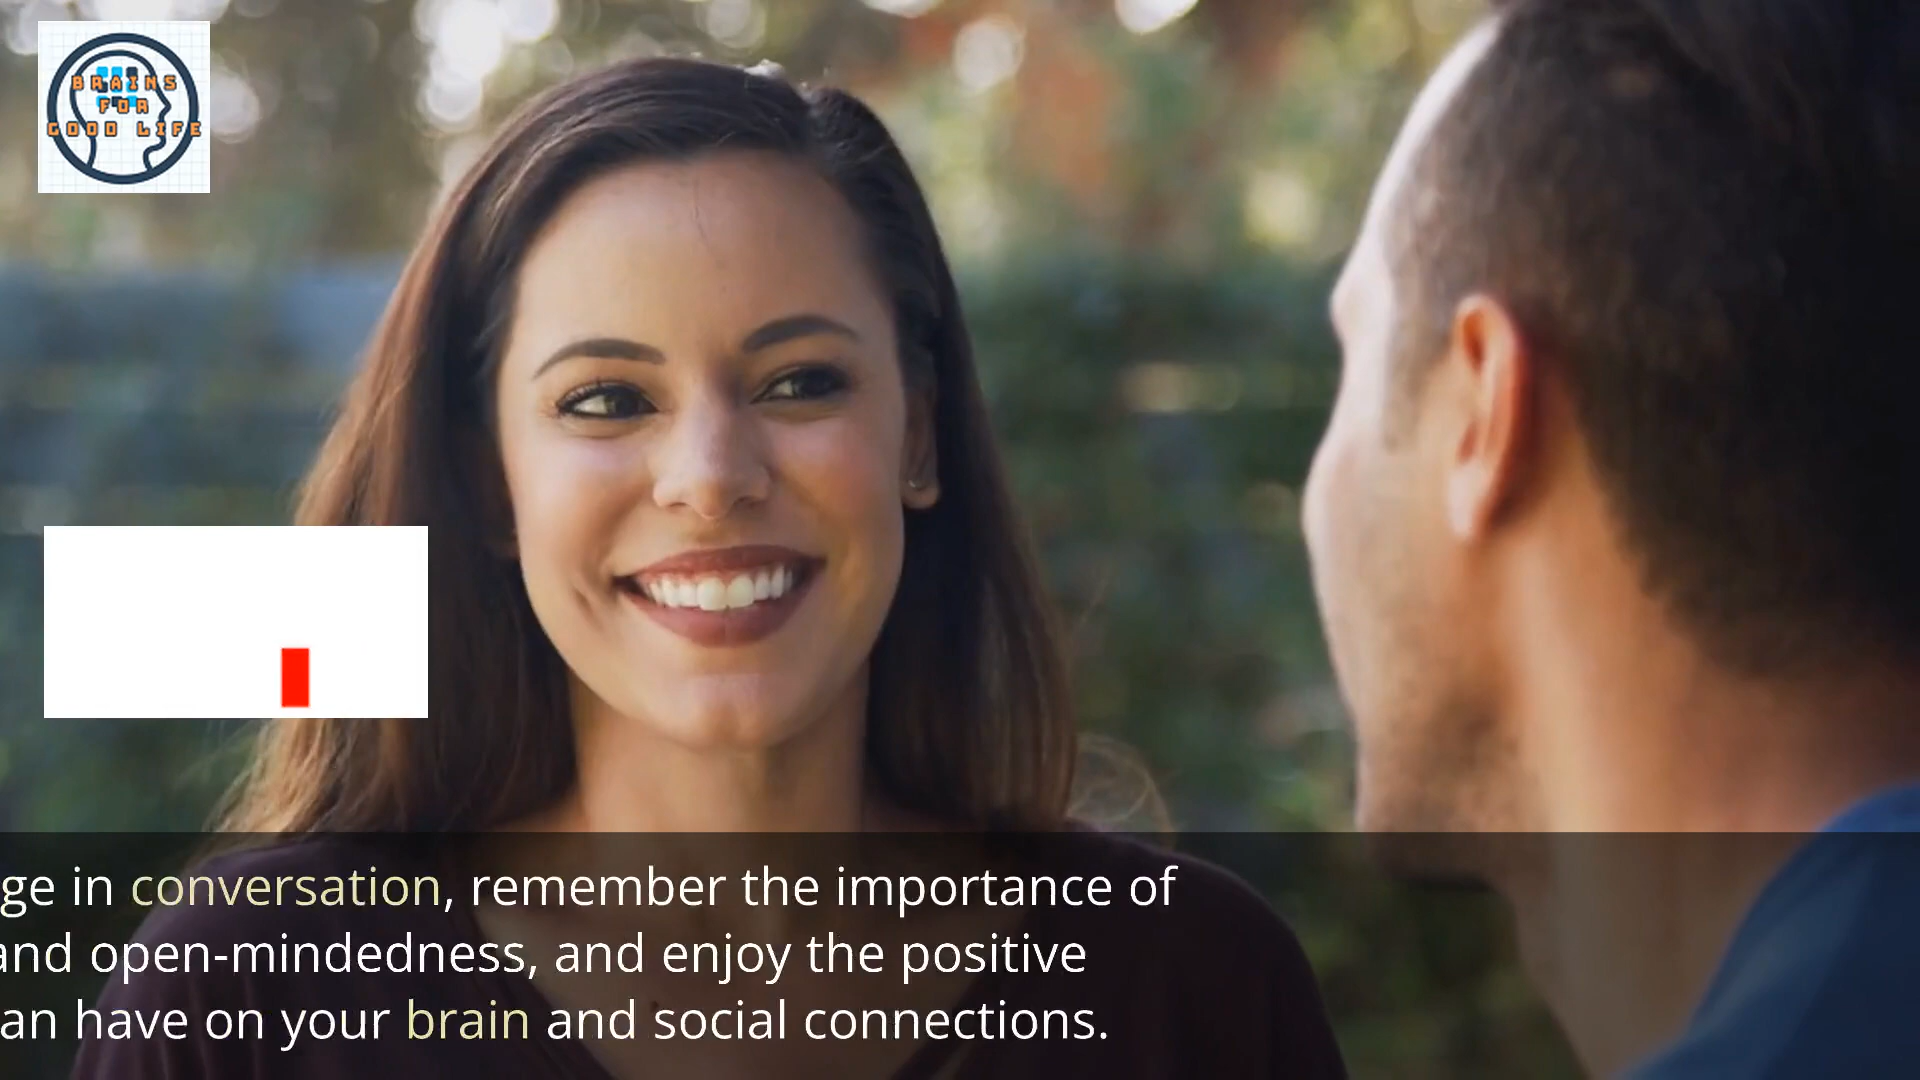 BRAINS
FOR
GOOD LIFE
ge in conversation, remember the importance of
and open-mindedness, and enjoy the positive
an have on your brain and social connections.